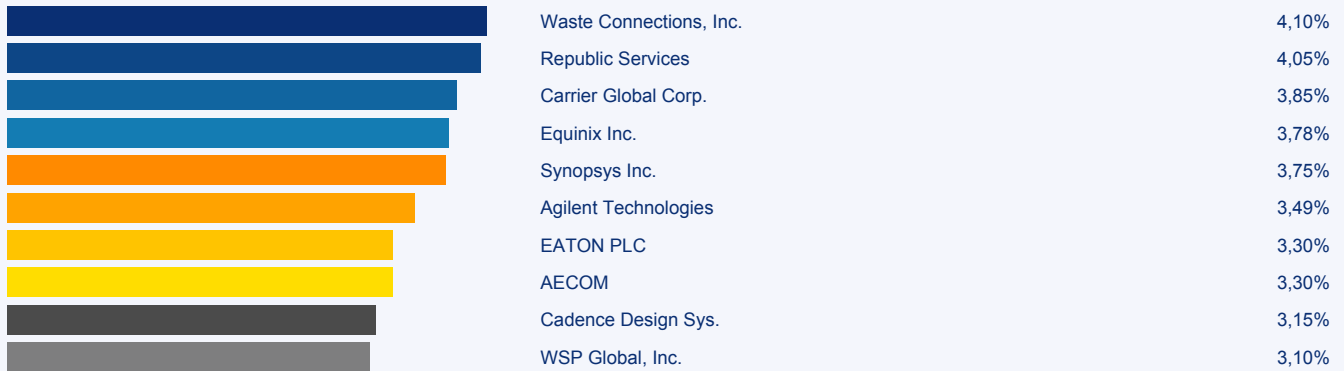 Waste Connections, Inc. 4,10%
Republic Services 4,05%
Carrier Global Corp. 3,85%
Equinix Inc. 3,78%
Synopsys Inc. 3,75%
Agilent Technologies 3,49%
EATON PLC 3,30%
AECOM 3,30%
Cadence Design Sys. 3,15%
WSP Global, Inc. 3,10%